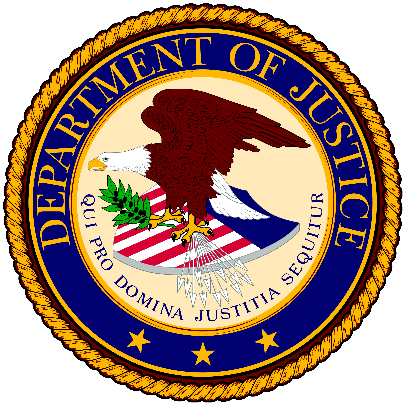 DEPARTMENT OF JUSTICE
QUI PRO DOMINA JUSTITIA SEQUITUR